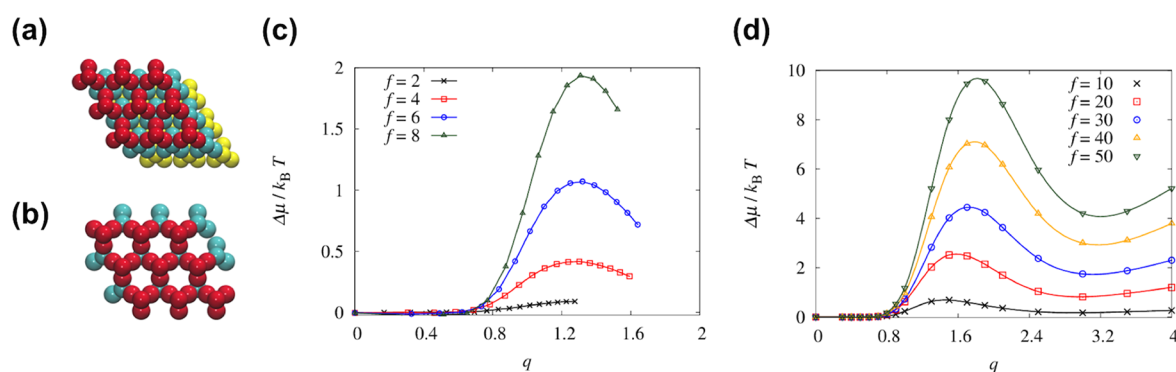 (a)
(b)
(c)
Δμ / k_B T
2
1.5
1
0.5
0
f = 2
f = 4
f = 6
f = 8
0
0.4
0.8
1.2
1.6
2
q
(d)
Δμ / k_B T
10
8
6
4
2
0
f = 10
f = 20
f = 30
f = 40
f = 50
0
0.8
1.6
2.4
3.2
4
q